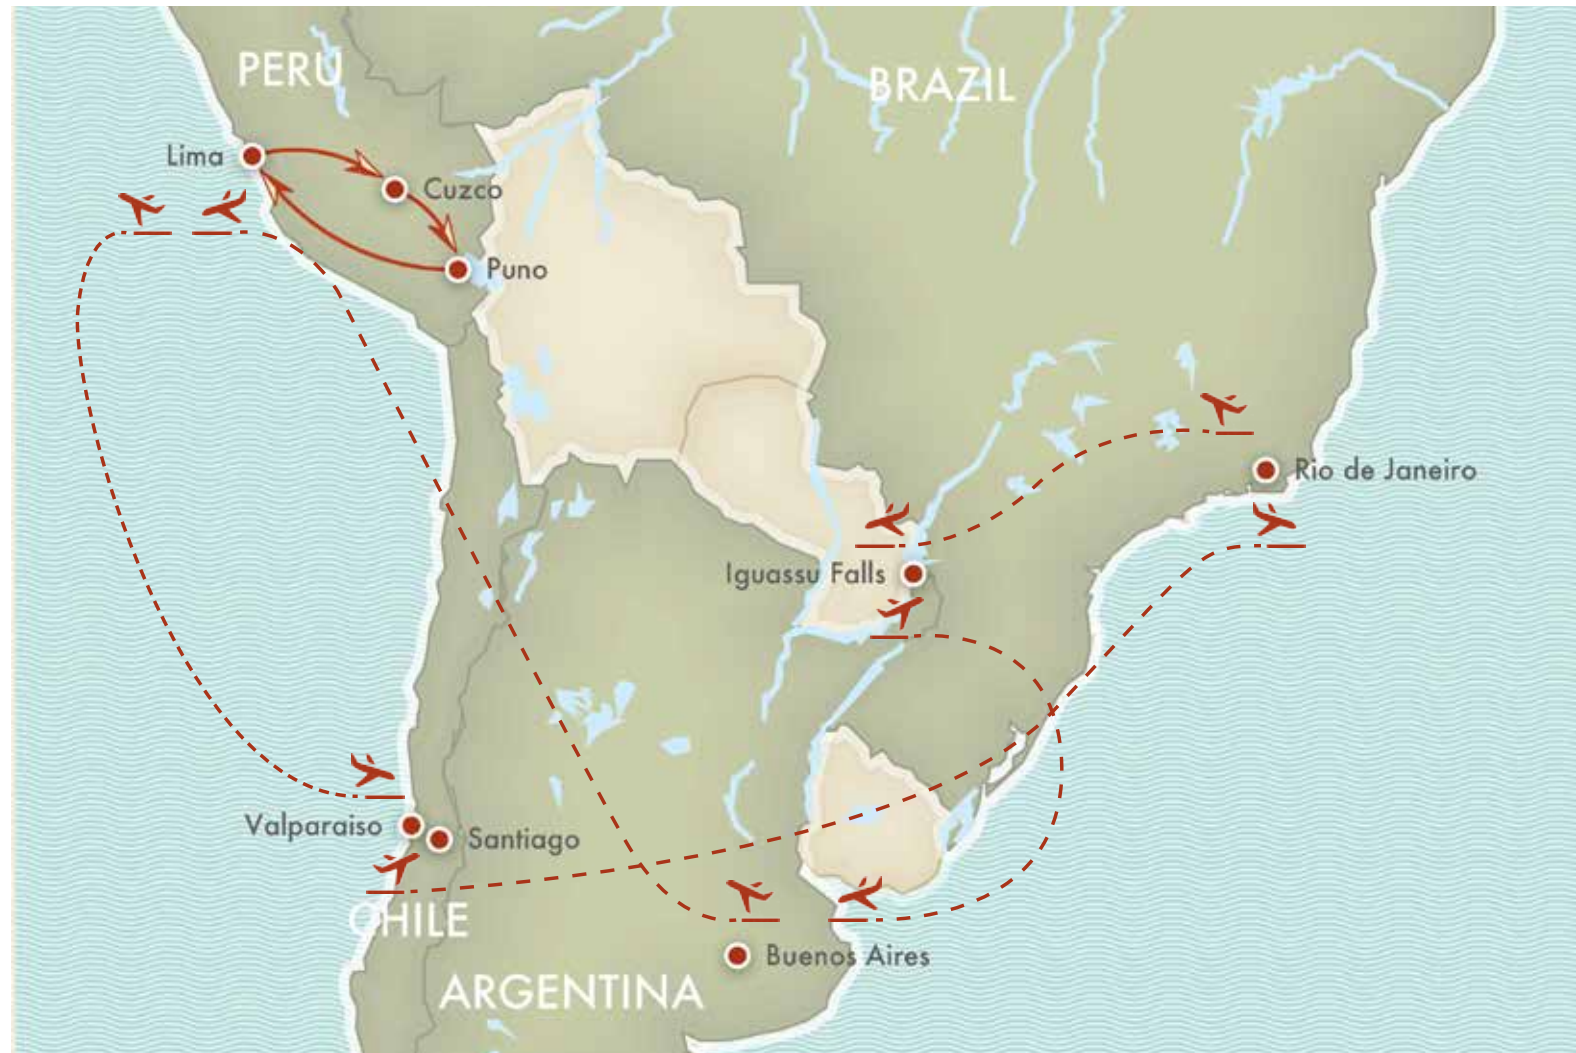 PERU
BRAZIL
Lima
Cuzco
Puno
Rio de Janeiro
Iguassu Falls
Valparaiso
Santiago
CHILE
Buenos Aires
ARGENTINA